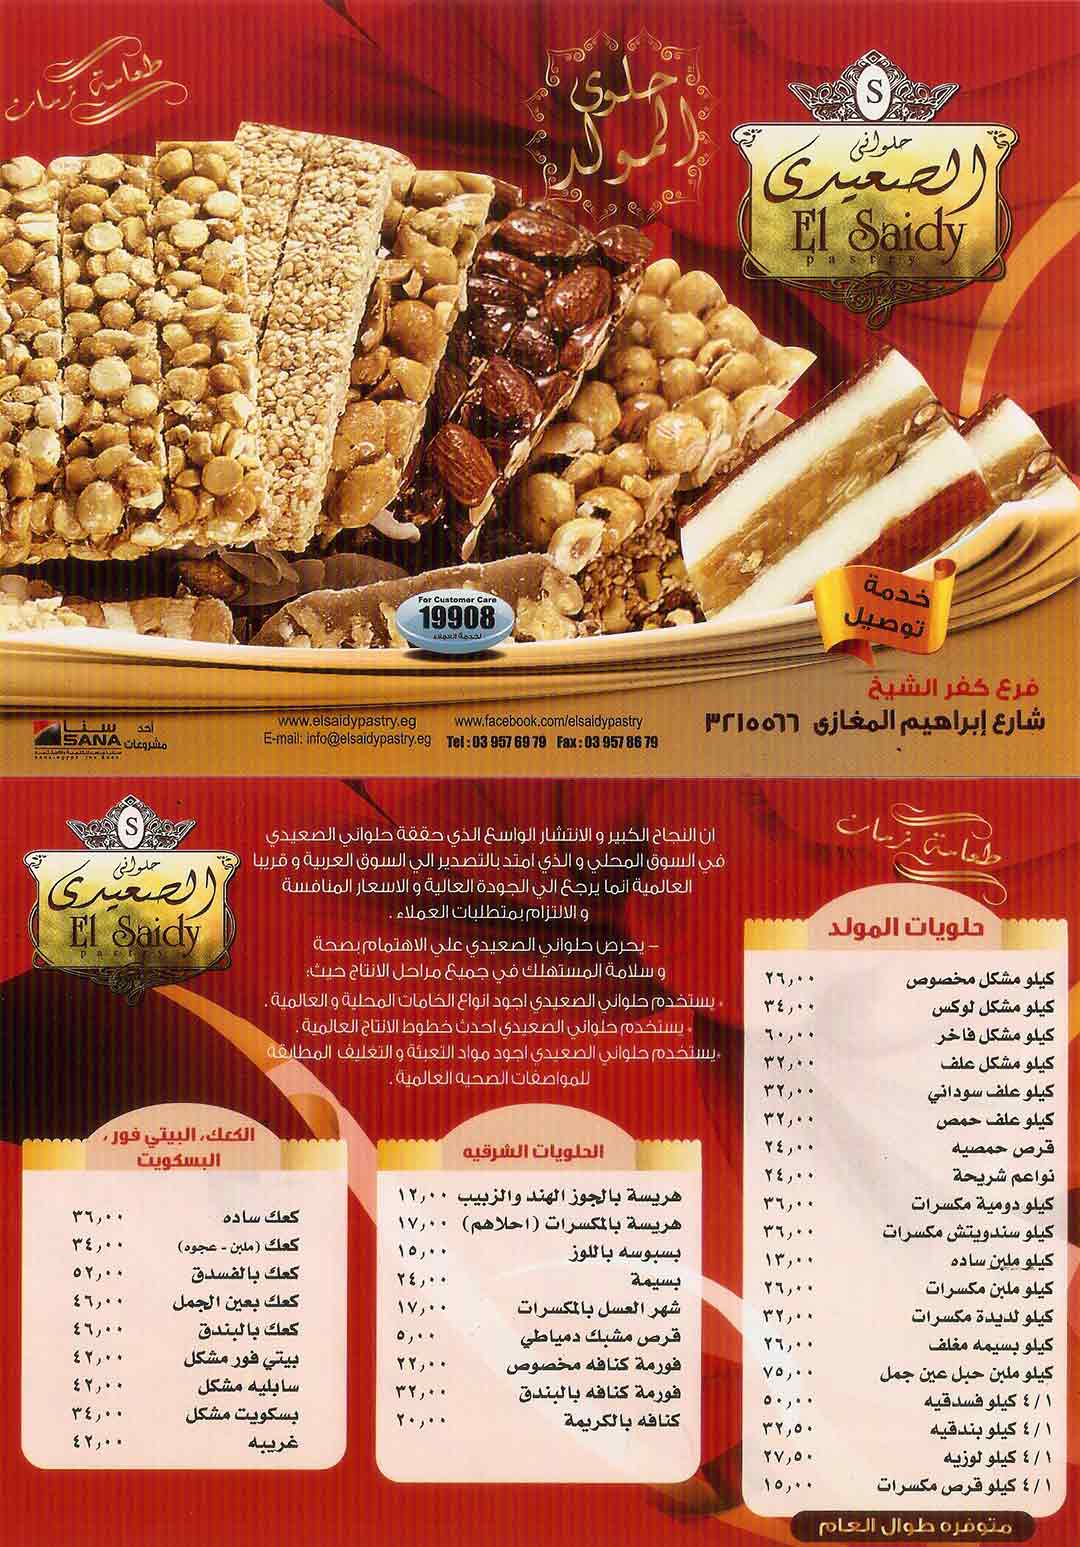 طعامة زمان
حلوى
المولد
S
حلوانى
الصعيدى
El Saidy
pastry
For Customer Care
19908
لخدمة العملاء
خدمة
توصيل
فرع كفر الشيخ
شارع إبراهيم المغازى ٣٢١٥٥٦٦
www.elsaidypastry.eg
E-mail: info@elsaidypastry.eg
www.facebook.com/elsaidypastry
Tel : 03 957 69 79 Fax : 03 957 86 79
أحد
مشروعات
سنا
SANA
S
حلوانى
الصعيدى
El Saidy
pastry
ان النجاح الكبير و الانتشار الواسع الذي حققة حلواني الصعيدي
في السوق المحلي و الذي امتد بالتصدير الي السوق العربية و قريبا
العالمية انما يرجع الي الجودة العالية و الاسعار المنافسة
و الالتزام بمتطلبات العملاء .
– يحرص حلواني الصعيدي علي الاهتمام بصحة
و سلامة المستهلك في جميع مراحل الانتاج حيث:
• يستخدم حلواني الصعيدي اجود انواع الخامات المحلية و العالمية .
• يستخدم حلواني الصعيدي احدث خطوط الانتاج العالمية .
•يستخدم حلواني الصعيدي اجود مواد التعبئة و التغليف المطابقة
للمواصفات الصحيه العالمية .
طعامة زمان
حلويات المولد
كيلو مشكل مخصوص ٢٦,٠٠
كيلو مشكل لوكس ٣٤,٠٠
كيلو مشكل فاخر ٦٠,٠٠
كيلو مشكل علف ٣٢,٠٠
كيلو علف سوداني ٣٢,٠٠
كيلو علف حمص ٣٢,٠٠
قرص حمصيه ٢٤,٠٠
نواعم شريحة ٢٤,٠٠
كيلو دومية مكسرات ٣٦,٠٠
كيلو سندويتش مكسرات ٣٦,٠٠
كيلو ملبن ساده ١٣,٠٠
كيلو ملبن مكسرات ٢٦,٠٠
كيلو لديدة مكسرات ٣٢,٠٠
كيلو بسيمه مغلف ٢٦,٠٠
كيلو ملبن حبل عين جمل ٧٥,٠٠
٤/١ كيلو فسدقيه ٥٠,٠٠
٤/١ كيلو بندقيه ٣٢,٥٠
٤/١ كيلو لوزيه ٢٧,٥٠
٤/١ كيلو قرص مكسرات ١٥,٠٠
متوفره طوال العام
الحلويات الشرقيه
هريسة بالجوز الهند والزبيب ١٢,٠٠
هريسة بالمكسرات (احلاهم) ١٧,٠٠
بسبوسه باللوز ١٥,٠٠
بسيمة ٢٤,٠٠
شهر العسل بالمكسرات ١٧,٠٠
قرص مشبك دمياطي ٥,٠٠
فورمة كنافه مخصوص ٢٢,٠٠
فورمة كنافه بالبندق ٣٢,٠٠
كنافه بالكريمة ٢٠,٠٠
الكعك، البيتي فور ،
البسكويت
كعك ساده ٣٦,٠٠
كعك (ملبن - عجوه) ٣٤,٠٠
كعك بالفسدق ٥٢,٠٠
كعك بعين الجمل ٤٦,٠٠
كعك بالبندق ٤٦,٠٠
بيتي فور مشكل ٤٢,٠٠
سابليه مشكل ٤٢,٠٠
بسكويت مشكل ٣٤,٠٠
غريبه ٤٢,٠٠